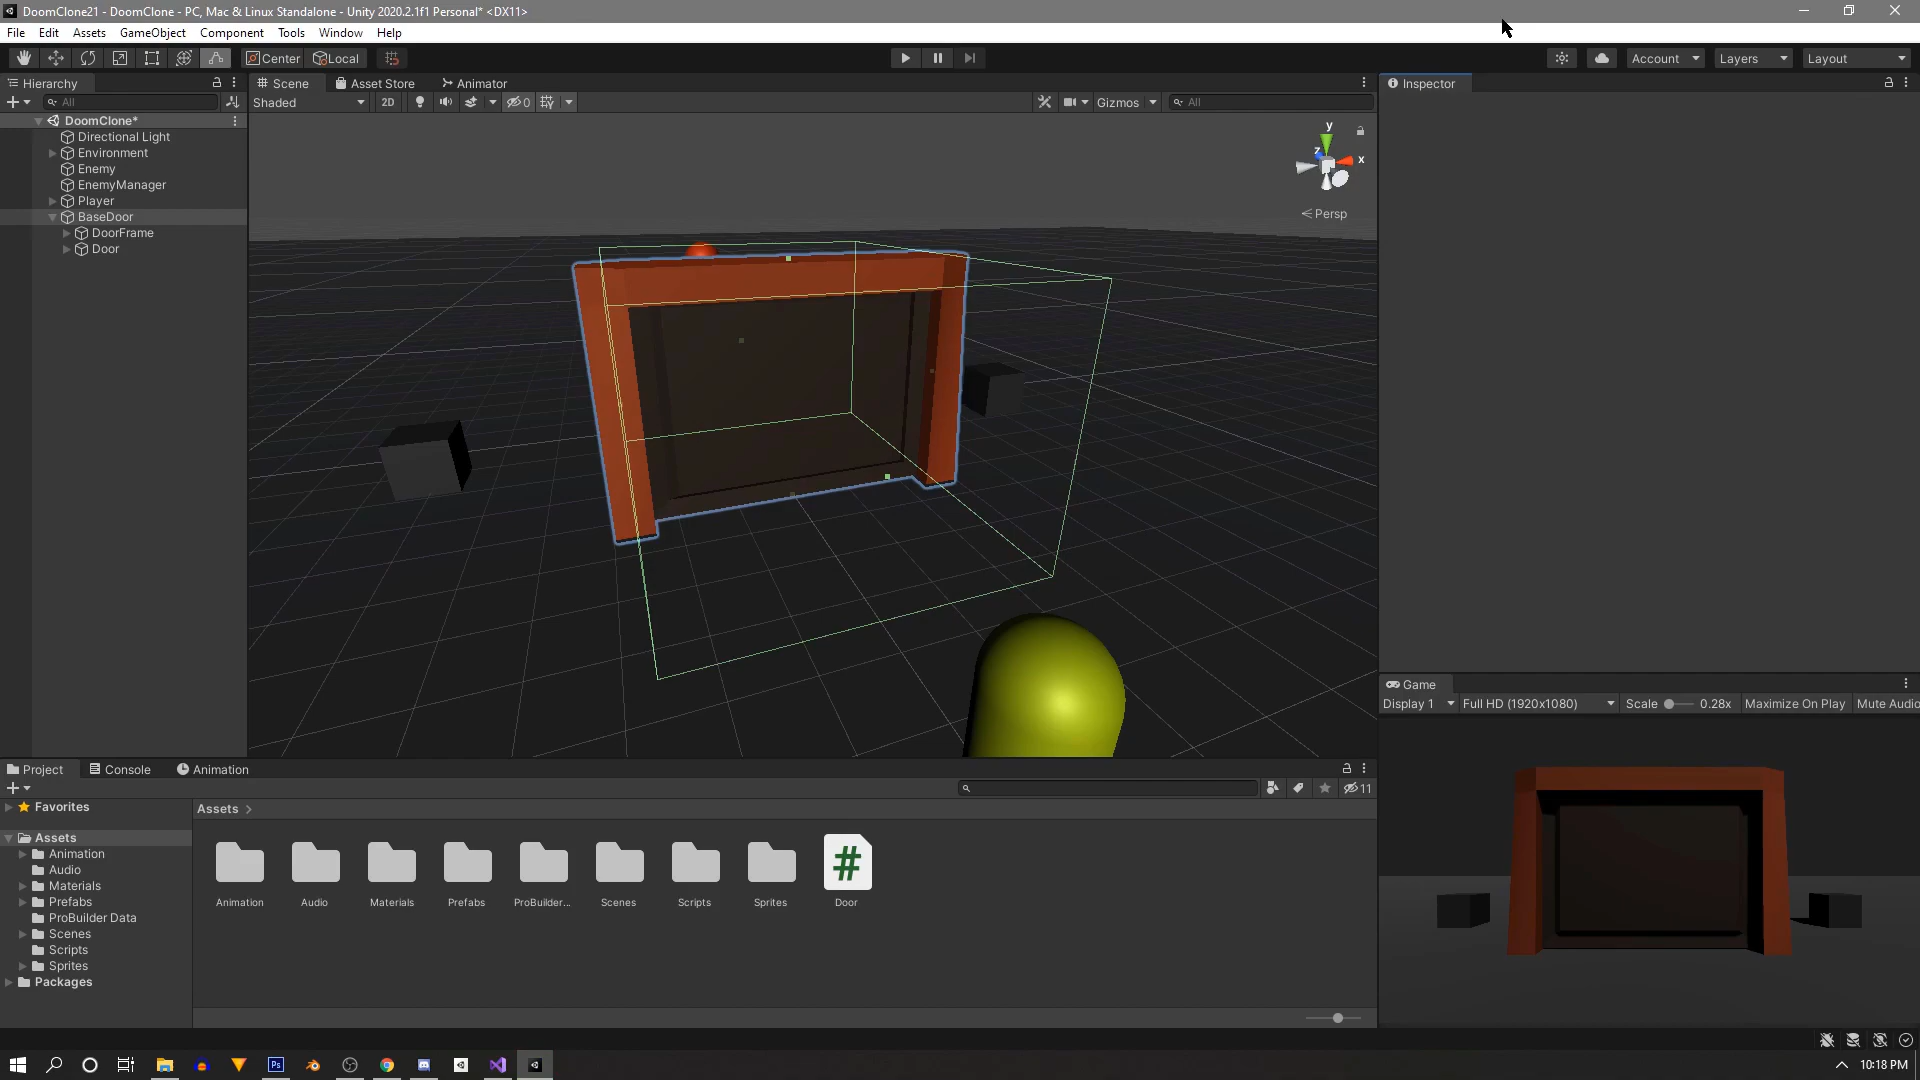 DoomClone21 - DoomClone - PC, Mac & Linux Standalone - Unity 2020.2.1f1 Personal* <DX11>
File Edit Assets GameObject Component Tools Window Help
Center Local Account Layers Layout
Hierarchy
All
DoomClone*
Directional Light
Environment
Enemy
EnemyManager
Player
BaseDoor
DoorFrame
Door
Scene Asset Store Animator
Shaded 2D 0 Gizmos All
y
z
x
Persp
Inspector
Game
Display 1 Full HD (1920x1080) Scale 0.28x Maximize On Play Mute Audio
Project Console Animation
11
Favorites
Assets
Animation
Audio
Materials
Prefabs
ProBuilder Data
Scenes
Scripts
Sprites
Packages
Assets >
#
Animation Audio Materials Prefabs ProBuilder... Scenes Scripts Sprites Door
Ps
10:18 PM